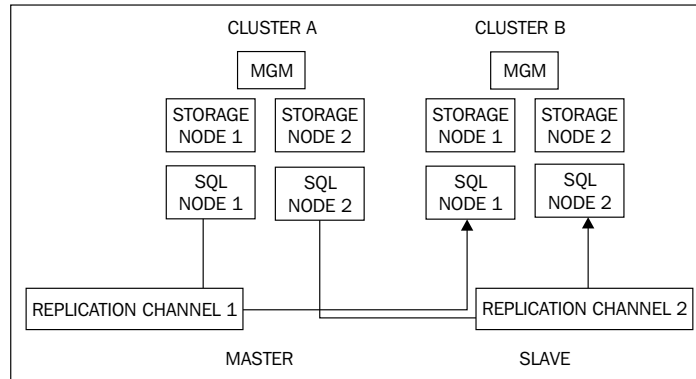 CLUSTER A
CLUSTER B
MGM
MGM
STORAGE
NODE 1
STORAGE
NODE 2
STORAGE
NODE 1
STORAGE
NODE 2
SQL
NODE 1
SQL
NODE 2
SQL
NODE 1
SQL
NODE 2
REPLICATION CHANNEL 1
REPLICATION CHANNEL 2
MASTER
SLAVE